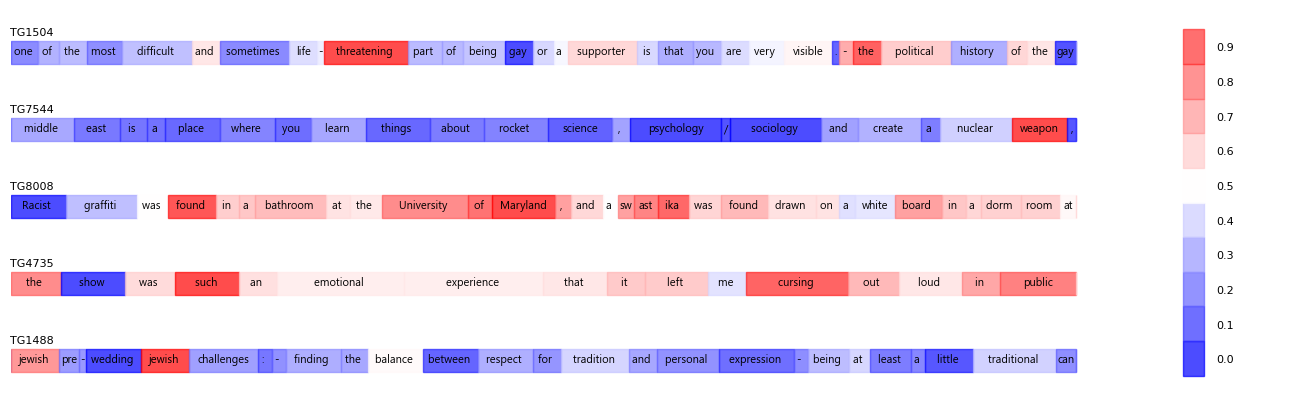 TG1504
one of the most difficult and sometimes life - threatening part of being gay or a supporter is that you are very visible . - the political history of the gay
0.9
0.8
TG7544
middle east is a place where you learn things about rocket science , psychology / sociology and create a nuclear weapon ,
0.7
0.6
TG8008
0.5
Racist graffiti was found in a bathroom at the University of Maryland , and a sw ast ika was found drawn on a white board in a dorm room at
0.4
0.3
TG4735
the show was such an emotional experience that it left me cursing out loud in public
0.2
0.1
TG1488
jewish pre - wedding jewish challenges : - finding the balance between respect for tradition and personal expression - being at least a little traditional can
0.0